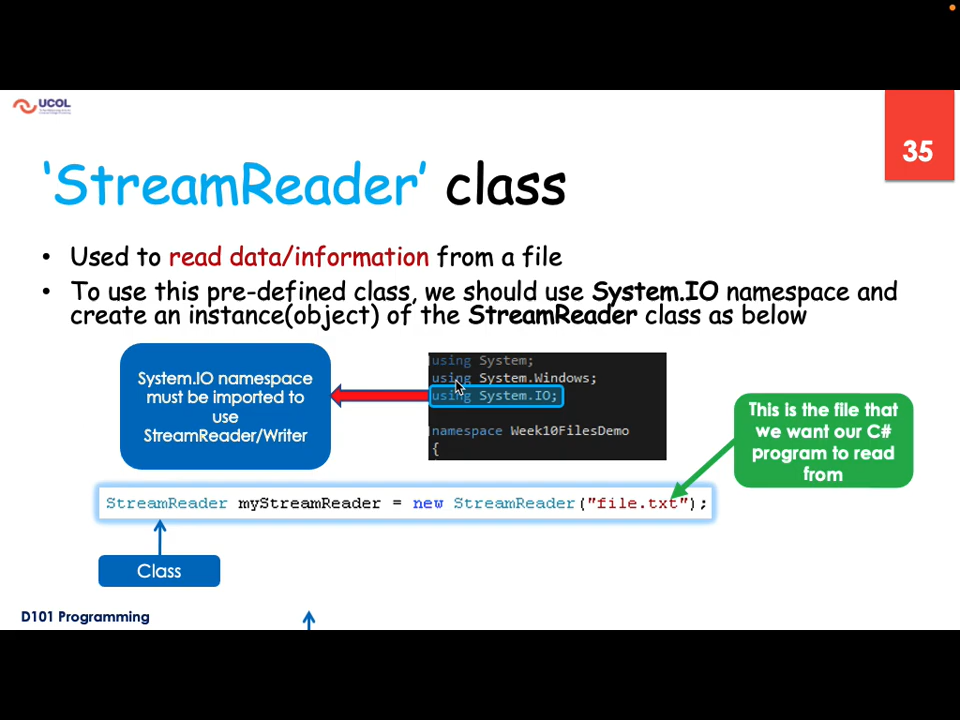 UCOL
35
‘StreamReader’ class
• Used to read data/information from a file
• To use this pre-defined class, we should use System.IO namespace and
create an instance(object) of the StreamReader class as below
System.IO namespace
must be imported to
use
StreamReader/Writer
using System;
using System.Windows;
using System.IO;
namespace Week10FilesDemo
{
This is the file that
we want our C#
program to read
from
StreamReader myStreamReader = new StreamReader("file.txt");
Class
D101 Programming